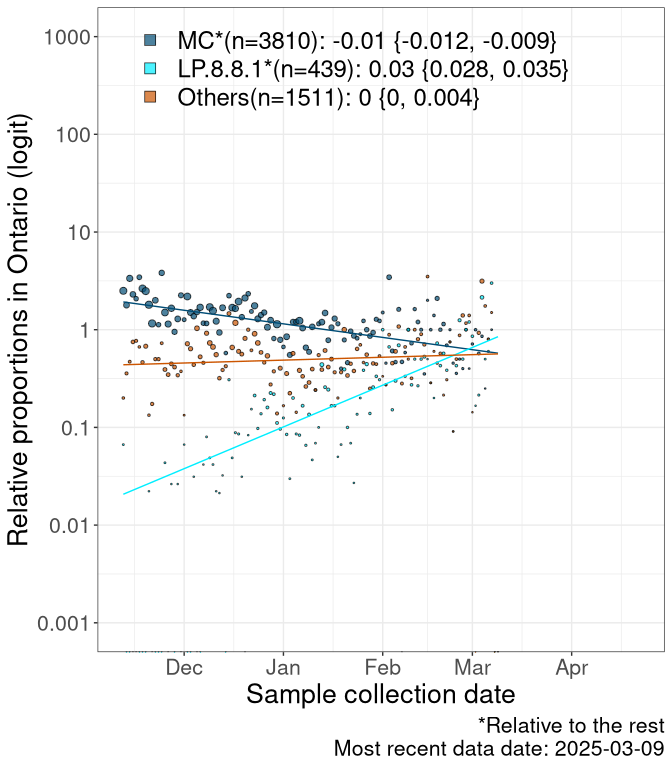 MC*(n=3810): -0.01 {-0.012, -0.009}
LP.8.8.1*(n=439): 0.03 {0.028, 0.035}
Others(n=1511): 0 {0, 0.004}
Relative proportions in Ontario (logit)
1000
100
10
1
0.1
0.01
0.001
Dec Jan Feb Mar Apr
Sample collection date
*Relative to the rest
Most recent data date: 2025-03-09